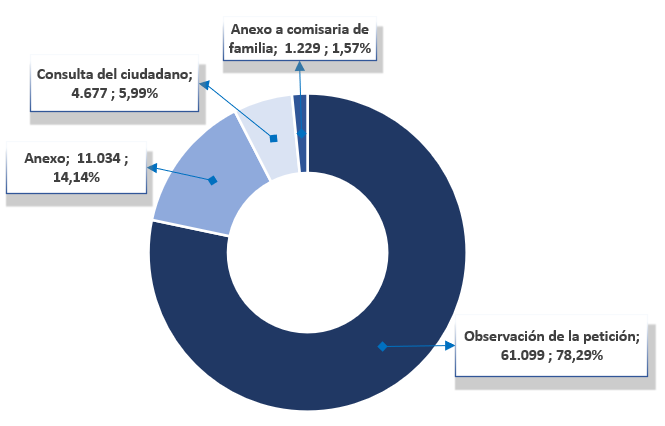 Anexo a comisaria de
familia; 1.229 ; 1,57%
Consulta del ciudadano;
4.677 ; 5,99%
Anexo; 11.034 ;
14,14%
Observación de la petición;
61.099 ; 78,29%